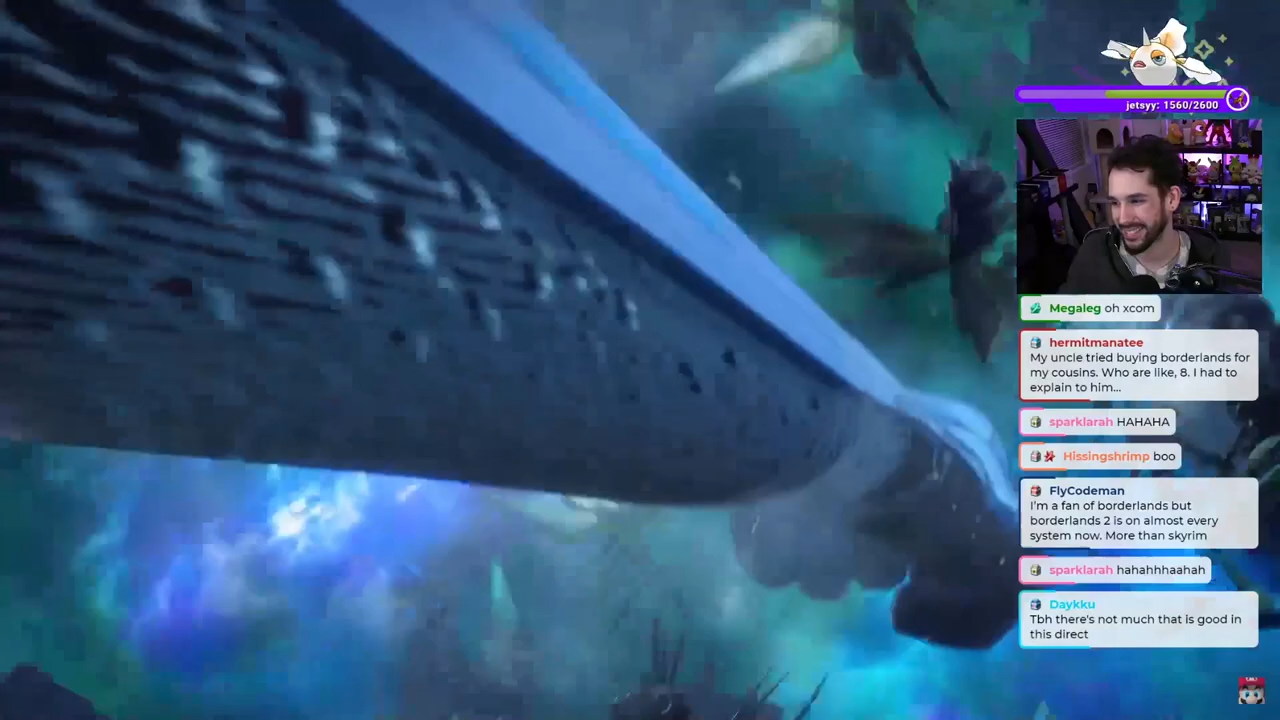 jetsyy: 1560/2600
Megaleg oh xcom
hermitmanatee
My uncle tried buying borderlands for
my cousins. Who are like, 8. I had to
explain to him...
sparklarah HAHAHA
Hissingshrimp boo
FlyCodeman
I'm a fan of borderlands but
borderlands 2 is on almost every
system now. More than skyrim
sparklarah hahahhhaahah
Daykku
Tbh there's not much that is good in
this direct